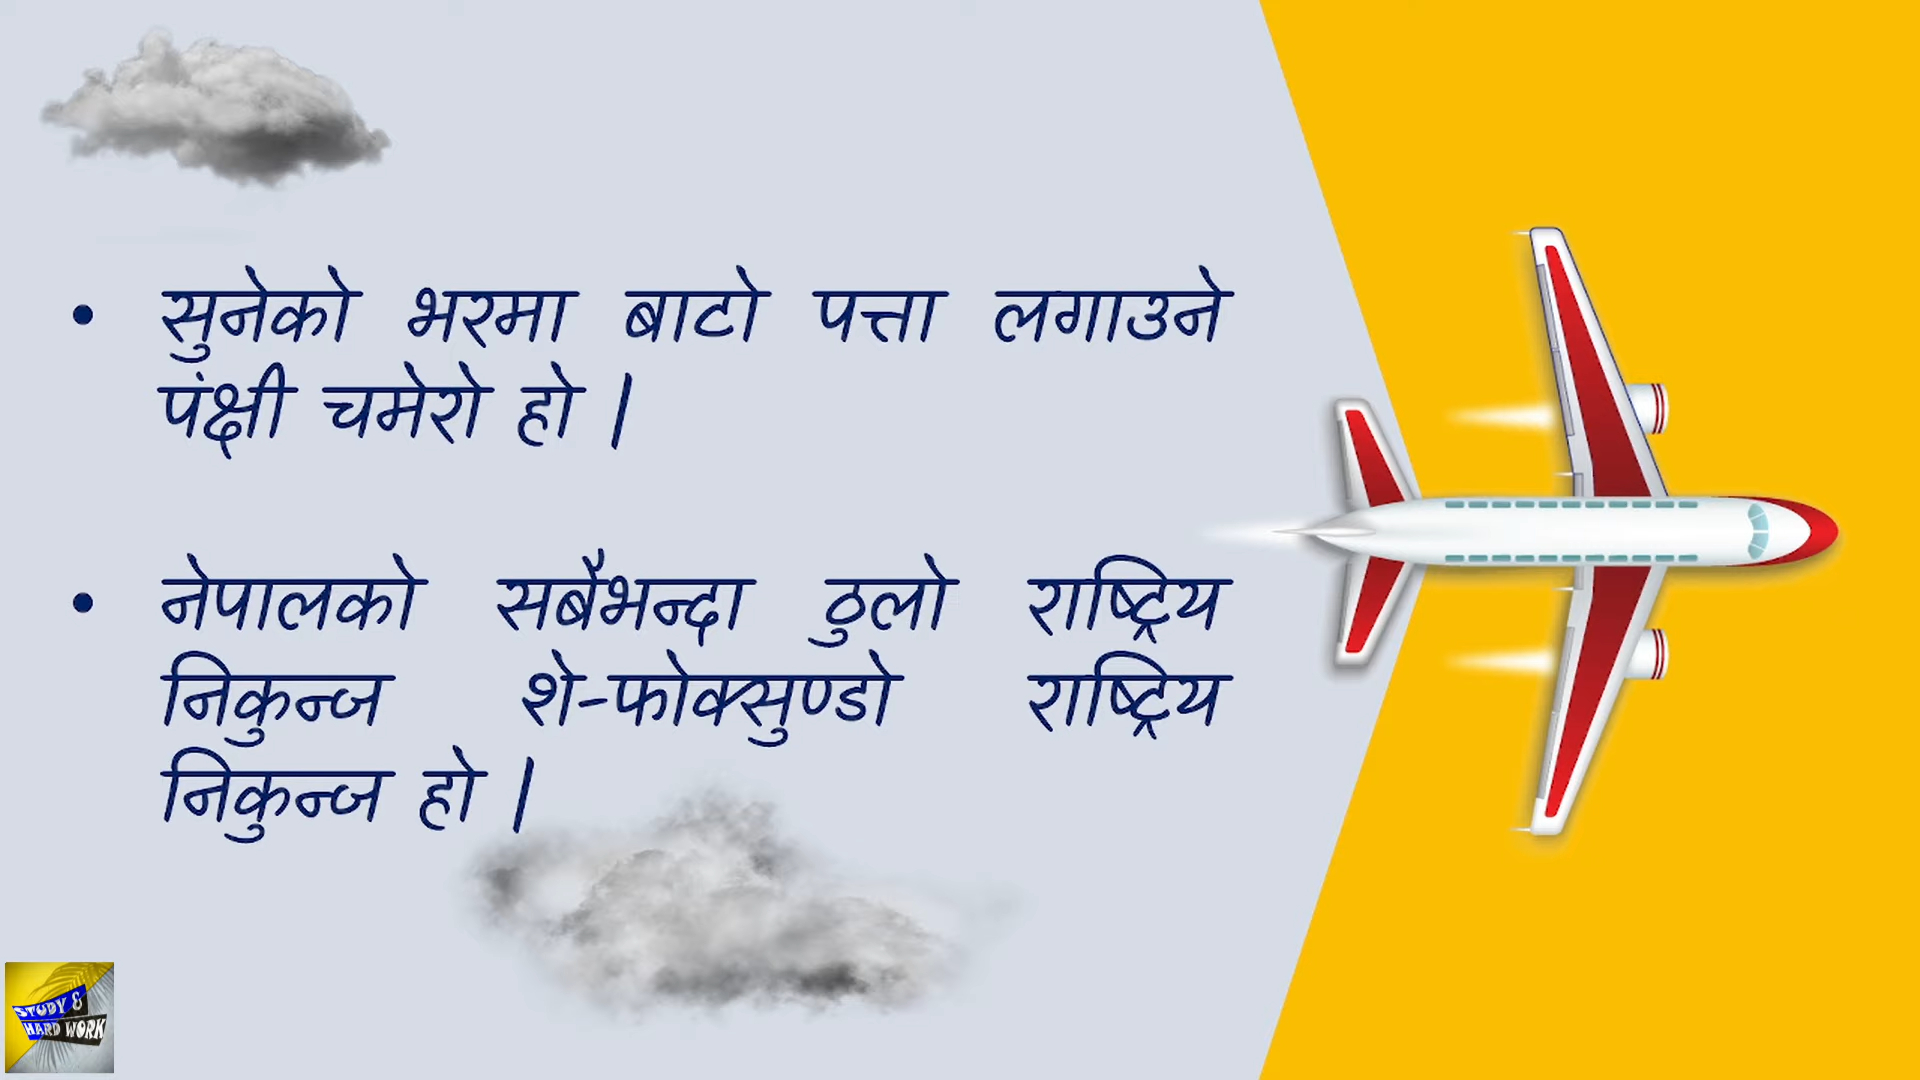 • सुनेको भरमा बाटो पत्ता लगाउने
पंक्षी चमेरो हो |
• नेपालको सबैभन्दा ठुलो राष्ट्रिय
निकुन्ज शे-फोक्सुण्डो राष्ट्रिय
निकुन्ज हो |
STUDY &
HARD WORK